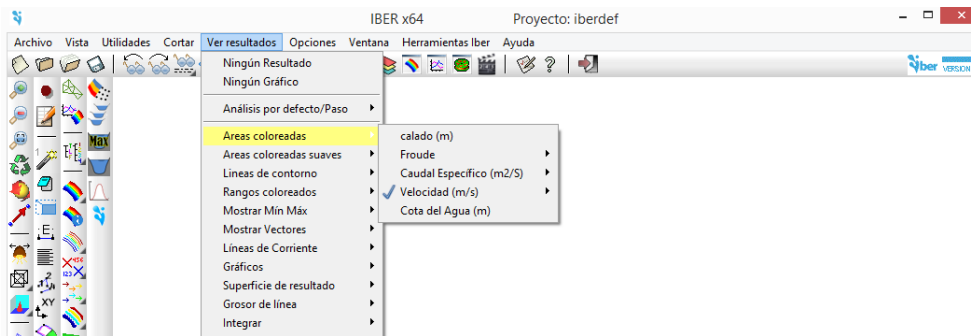 IBER x64 Proyecto: iberdef
Archivo Vista Utilidades Cortar Ver resultados Opciones Ventana Herramientas Iber Ayuda
Iber VERSION
Ningún Resultado
Ningún Gráfico
Análisis por defecto/Paso
Areas coloreadas
Areas coloreadas suaves
Lineas de contorno
Rangos coloreados
Mostrar Mín Máx
Mostrar Vectores
Líneas de Corriente
Gráficos
Superficie de resultado
Grosor de línea
Integrar
calado (m)
Froude
Caudal Específico (m2/S)
Velocidad (m/s)
Cota del Agua (m)
Max
XY